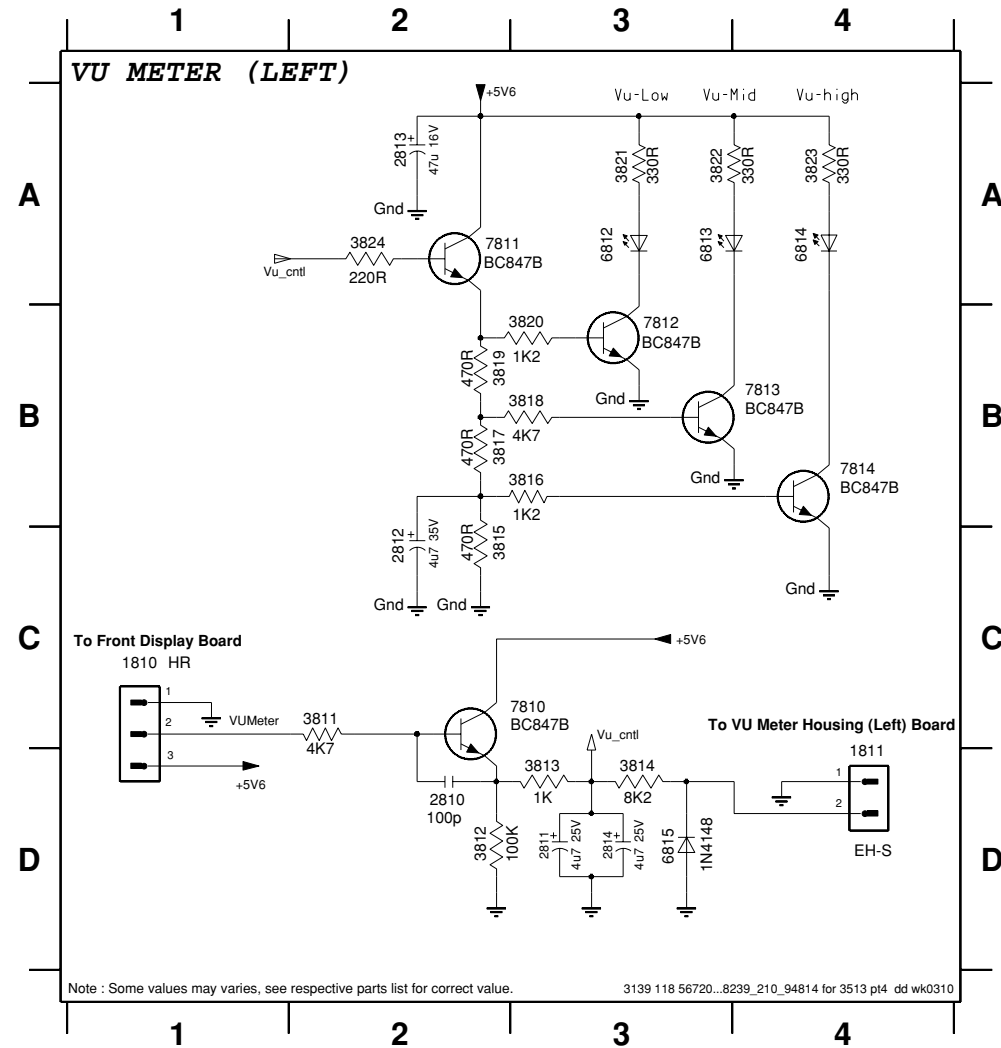 1 2 3 4
VU METER (LEFT)
+5V6
Vu-Low Vu-Mid Vu-high
2813
+
47u 16V
3821
330R
3822
330R
3823
330R
A A
Gnd
3824
220R
Vu_cntl
7811
BC847B
6812
6813
6814
3820
1K2
7812
BC847B
470R
3819
Gnd
7813
BC847B
B B
3818
4K7
470R
3817
Gnd
7814
BC847B
3816
1K2
2812
+
4u7 35V
470R
3815
Gnd
Gnd Gnd
C C
+5V6
To Front Display Board
1810 HR
1
2
3
VUMeter
+5V6
3811
4K7
7810
BC847B
Vu_cntl
To VU Meter Housing (Left) Board
1811
1
2
EH-S
2810
100p
3813
1K
3814
8K2
3812
100K
2811
+
4u7 25V
2814
+
4u7 25V
6815
1N4148
D D
Note : Some values may varies, see respective parts list for correct value.
3139 118 56720...8239_210_94814 for 3513 pt4 dd wk0310
1 2 3 4